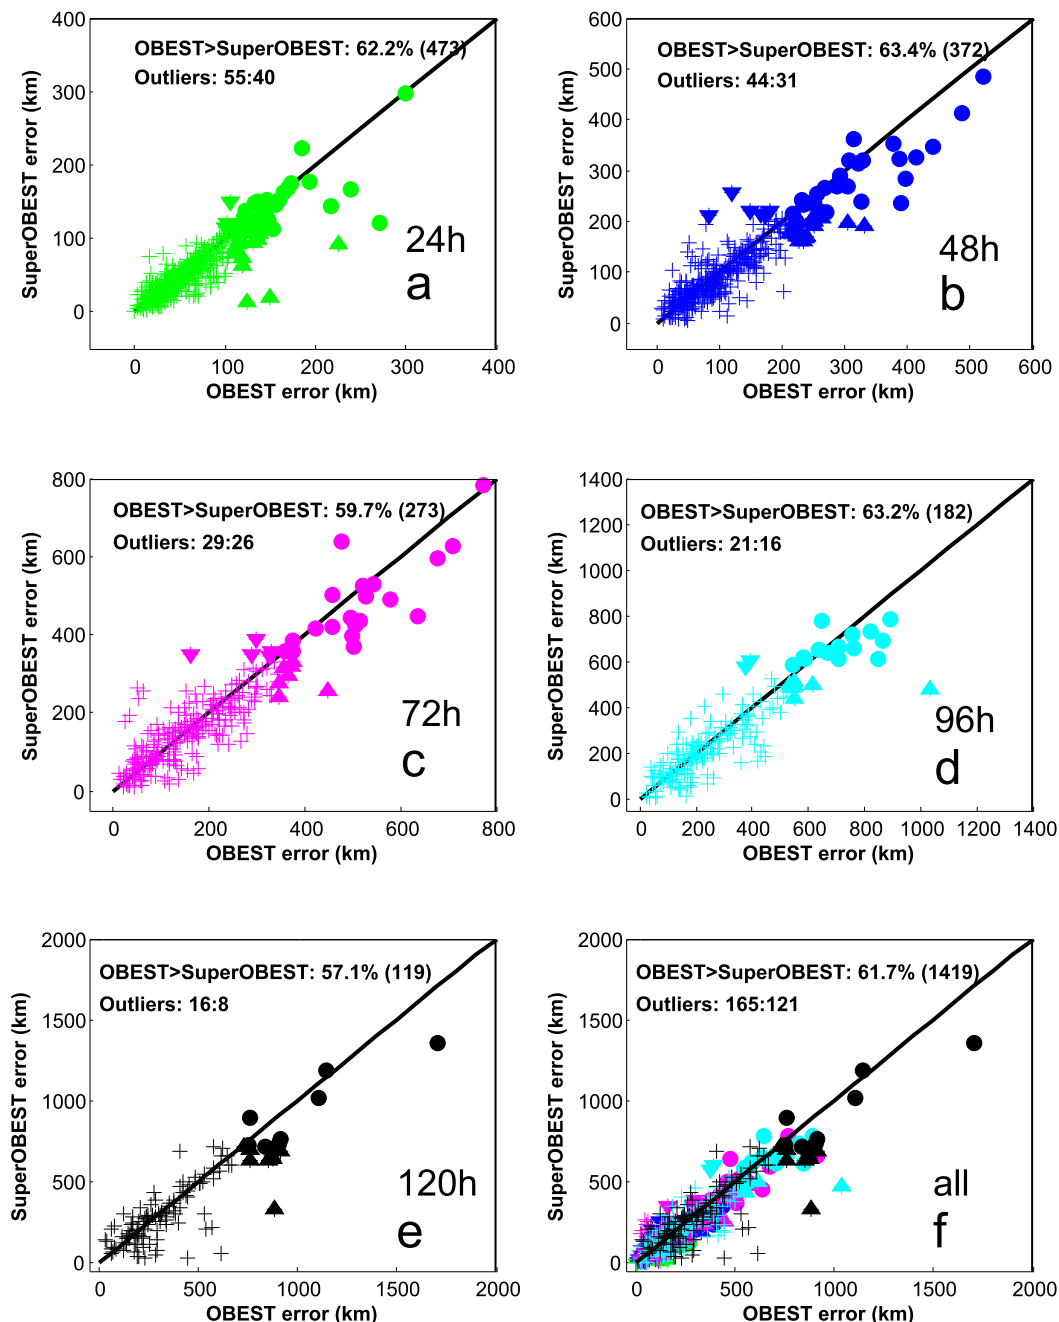 400
300
200
100
0
SuperOBEST error (km)
OBEST>SuperOBEST: 62.2% (473)
Outliers: 55:40
24h
a
0 100 200 300 400
OBEST error (km)
600
500
400
300
200
100
0
SuperOBEST error (km)
OBEST>SuperOBEST: 63.4% (372)
Outliers: 44:31
48h
b
0 100 200 300 400 500 600
OBEST error (km)
800
600
400
200
0
SuperOBEST error (km)
OBEST>SuperOBEST: 59.7% (273)
Outliers: 29:26
72h
c
0 200 400 600 800
OBEST error (km)
1400
1200
1000
800
600
400
200
0
SuperOBEST error (km)
OBEST>SuperOBEST: 63.2% (182)
Outliers: 21:16
96h
d
0 200 400 600 800 1000 1200 1400
OBEST error (km)
2000
1500
1000
500
0
SuperOBEST error (km)
OBEST>SuperOBEST: 57.1% (119)
Outliers: 16:8
120h
e
0 500 1000 1500 2000
OBEST error (km)
2000
1500
1000
500
0
SuperOBEST error (km)
OBEST>SuperOBEST: 61.7% (1419)
Outliers: 165:121
all
f
0 500 1000 1500 2000
OBEST error (km)